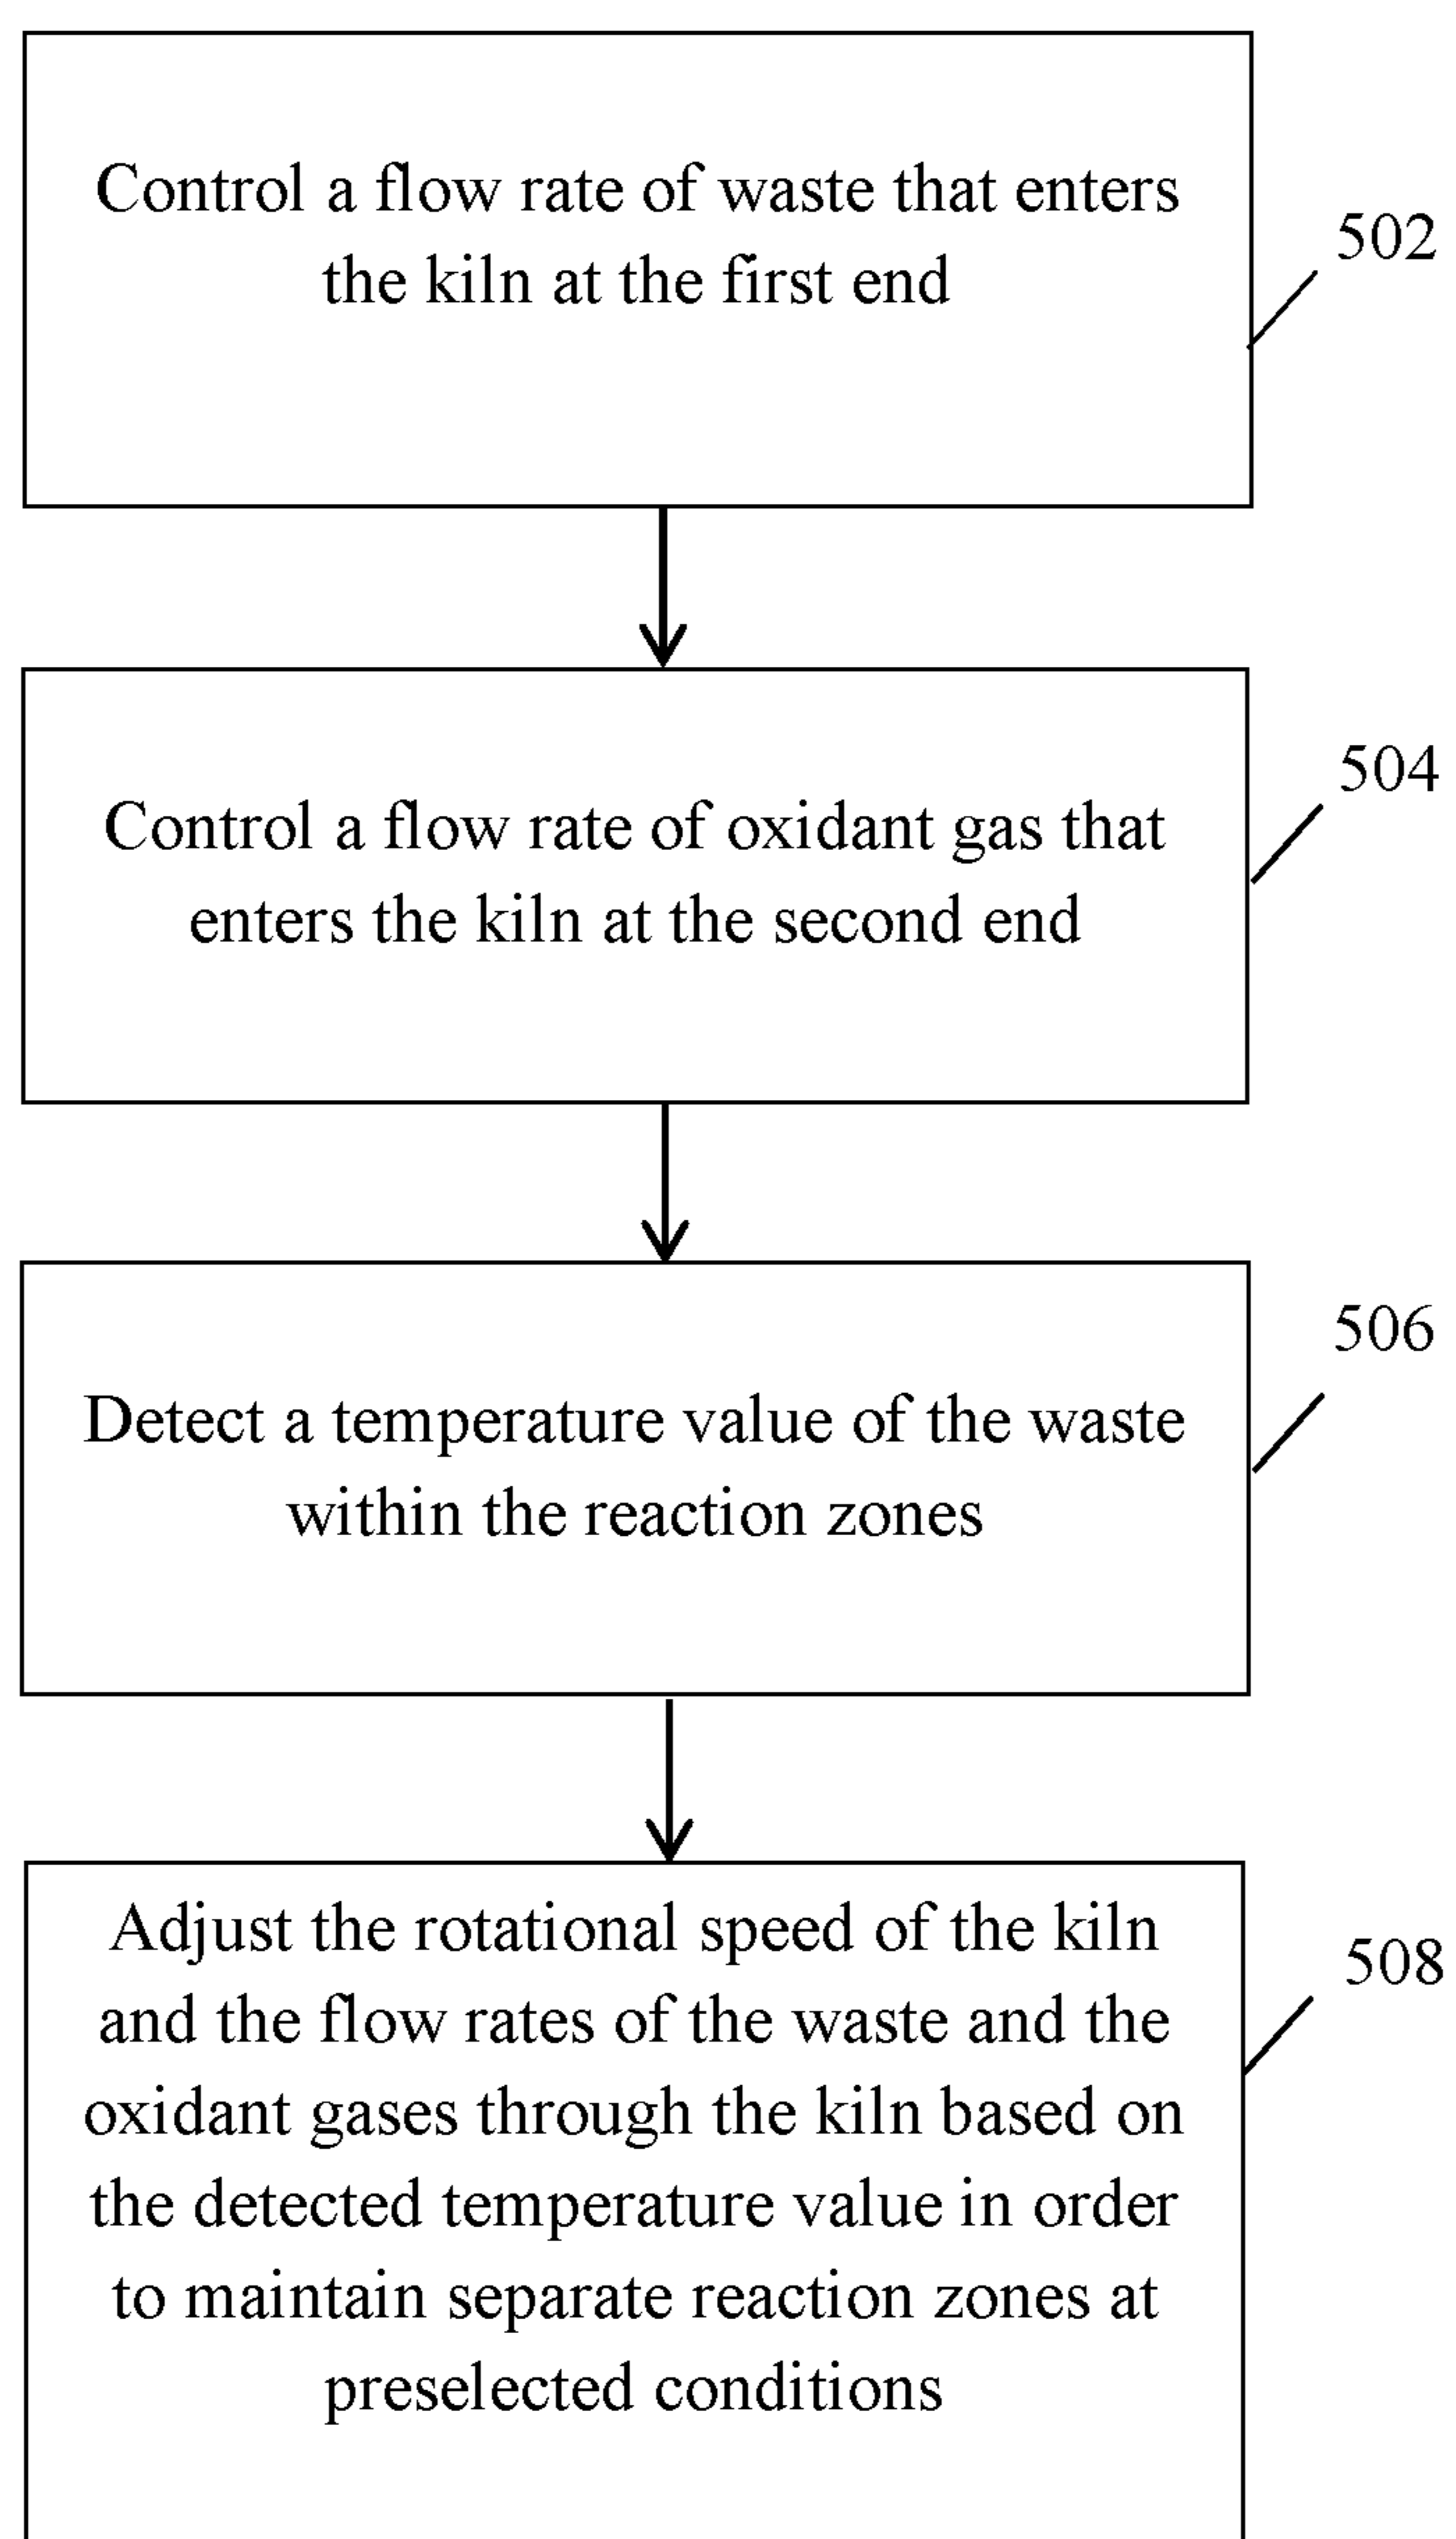 Control a flow rate of waste that enters
the kiln at the first end
502
Control a flow rate of oxidant gas that
enters the kiln at the second end
504
Detect a temperature value of the waste
within the reaction zones
506
Adjust the rotational speed of the kiln
and the flow rates of the waste and the
oxidant gases through the kiln based on
the detected temperature value in order
to maintain separate reaction zones at
preselected conditions
508